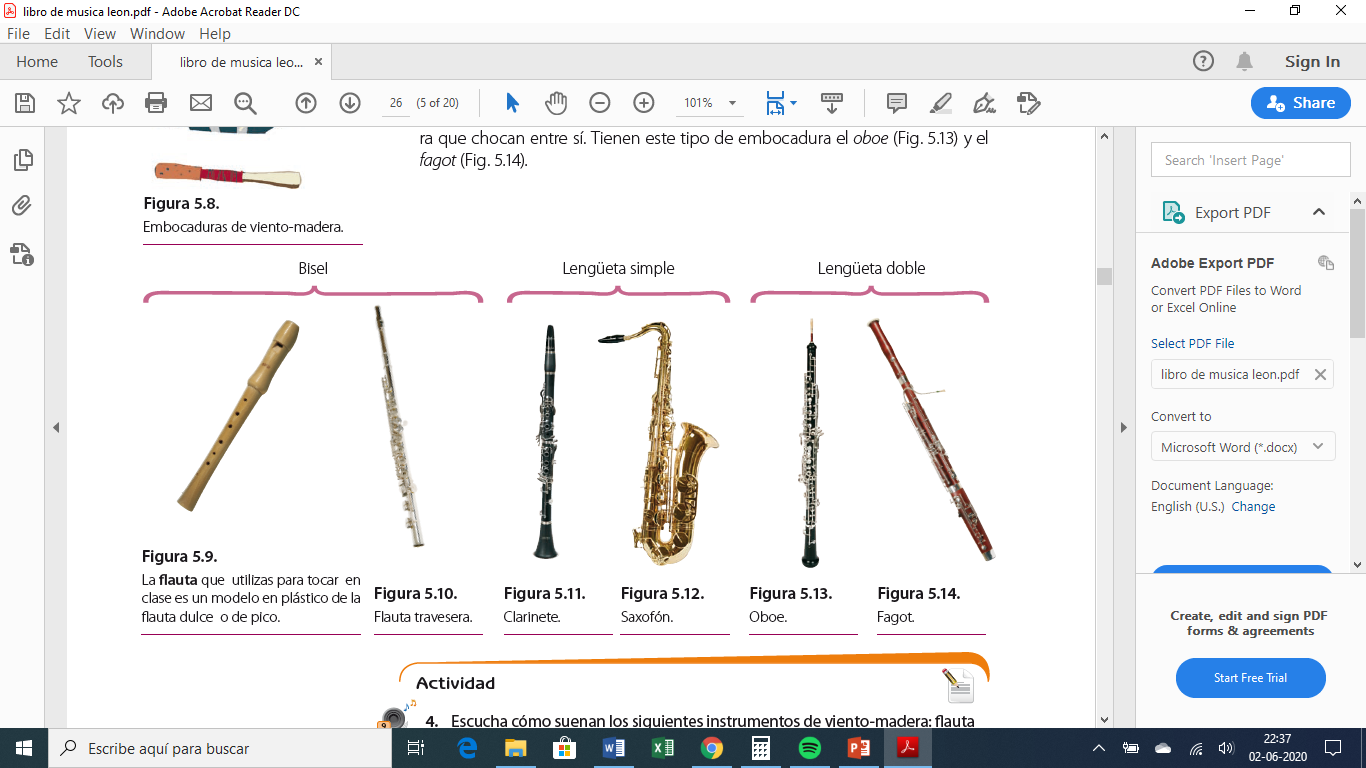 libro de musica leon.pdf - Adobe Acrobat Reader DC
File Edit View Window Help
Home Tools libro de musica leo... × Sign In
26 (5 of 20) 101% Share
ra que chocan entre sí. Tienen este tipo de embocadura el oboe (Fig. 5.13) y el
fagot (Fig. 5.14).
Figura 5.8.
Embocaduras de viento-madera.
Bisel Lengüeta simple Lengüeta doble
Figura 5.9.
La flauta que utilizas para tocar en
clase es un modelo en plástico de la
flauta dulce o de pico.
Figura 5.10.
Flauta travesera.
Figura 5.11.
Clarinete.
Figura 5.12.
Saxofón.
Figura 5.13.
Oboe.
Figura 5.14.
Fagot.
Actividad
4. Escucha cómo suenan los siguientes instrumentos de viento-madera: flauta
Search 'Insert Page'
Export PDF
Adobe Export PDF
Convert PDF Files to Word
or Excel Online
Select PDF File
libro de musica leon.pdf
Convert to
Microsoft Word (*.docx)
Document Language:
English (U.S.) Change
Create, edit and sign PDF
forms & agreements
Start Free Trial
Escribe aquí para buscar
22:37
02-06-2020